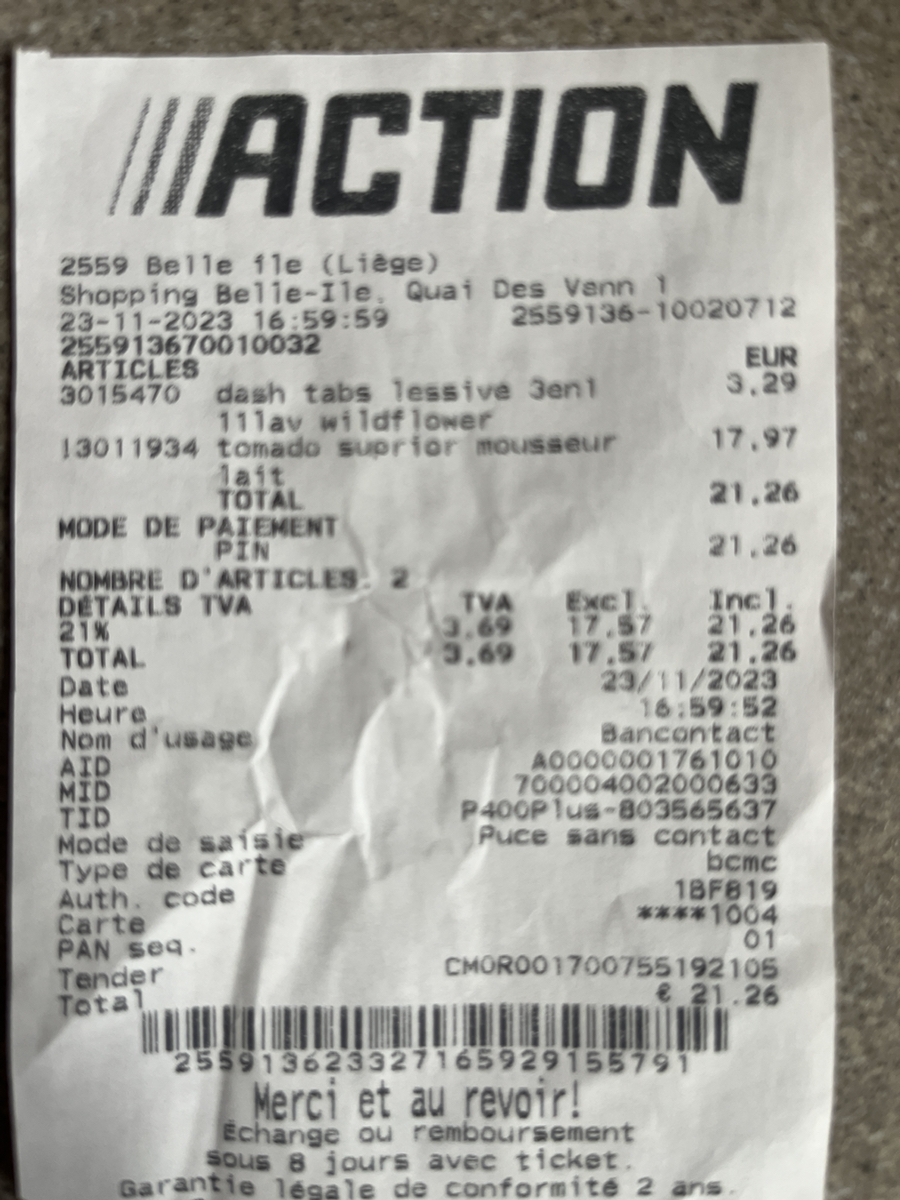 ACTION
2559 Belle île (Liège)
Shopping Belle-Ile, Quai Des Venn 1
23-11-2023 16:59:59 2559136-10020712
255913670010032
ARTICLES EUR
3015470 dash tabs lessive 3en1 3.29
11lav wildflower
!3011934 tomado suprior mousseur 17.97
lait
TOTAL 21.26
MODE DE PAIEMENT
PIN 21.26
NOMBRE D'ARTICLES: 2
DÉTAILS TVA TVA Excl. Incl.
21% 3.69 17.57 21.26
TOTAL 3.69 17.57 21.26
Date 23/11/2023
Heure 16:59:52
Nom d'usage Bancontact
AID A0000001761010
MID 700004002000633
TID P400Plus-803565637
Mode de saisie Puce sans contact
Type de carte bcmc
Auth. code 1BF819
Carte ****1004
PAN seq. 01
Tender CMOR001700755192105
Total € 21.26
255913623327165929155791
Merci et au revoir!
Échange ou remboursement
sous 8 jours avec ticket.
Garantie légale de conformité 2 ans.